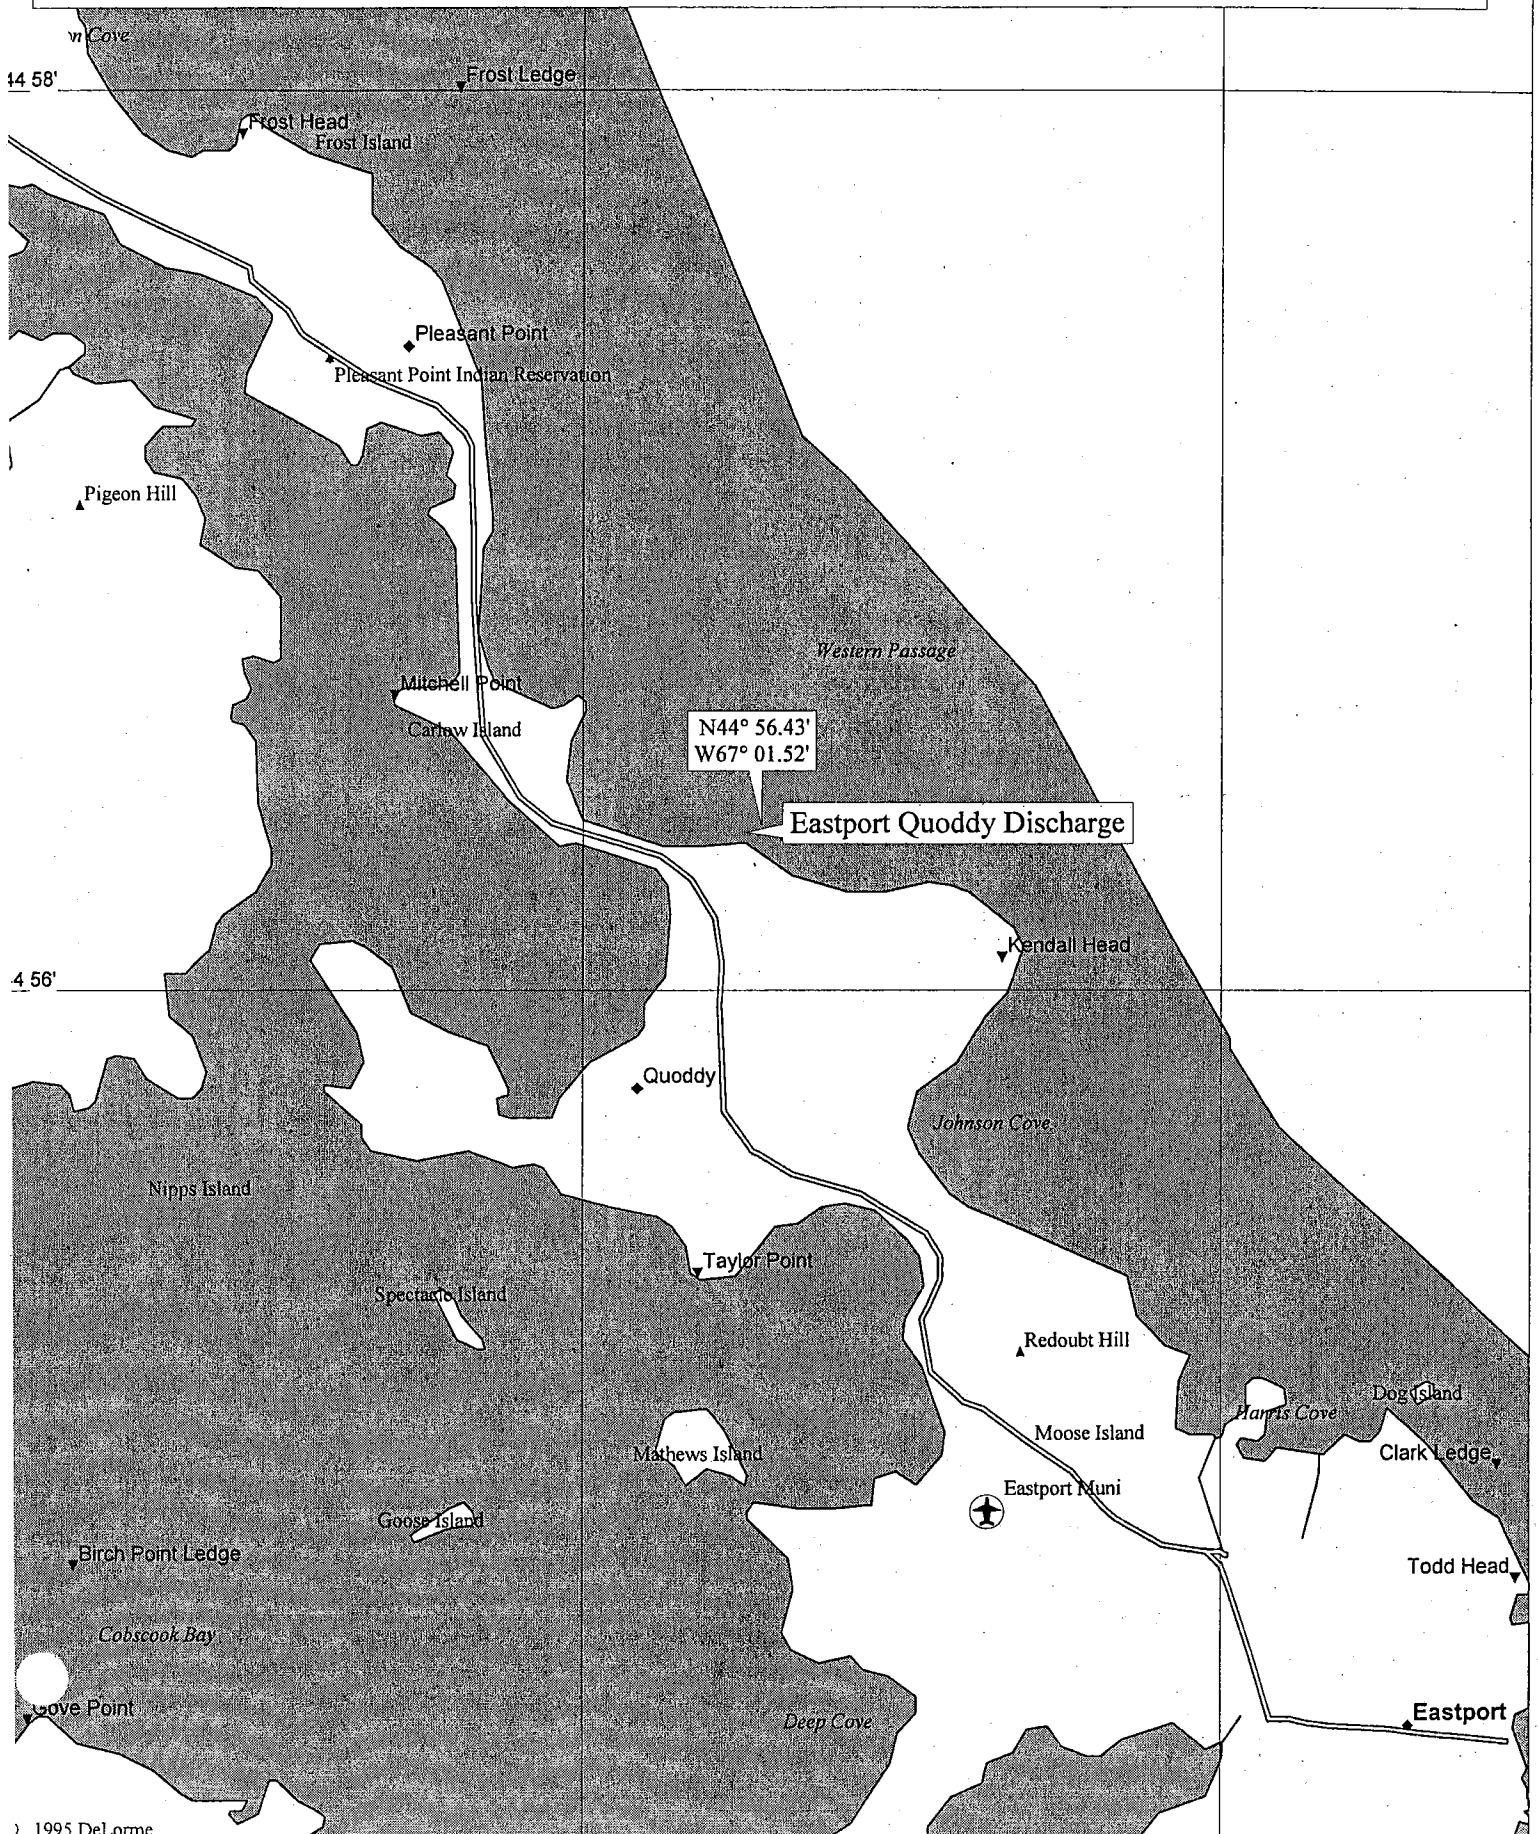 n Cove
Frost Ledge
44 58'
Frost Head
Frost Island
Pleasant Point
Pleasant Point Indian Reservation
Pigeon Hill
Western Passage
Mitchell Point
Carlow Island
N44° 56.43'
W67° 01.52'
Eastport Quoddy Discharge
Kendall Head
4 56'
Quoddy
Johnson Cove
Nipps Island
Taylor Point
Spectacle Island
Redoubt Hill
Dog Island
Harris Cove
Moose Island
Clark Ledge
Mathews Island
Eastport Muni
Goose Island
Birch Point Ledge
Todd Head
Cobscook Bay
Gove Point
Eastport
Deep Cove
1995 DeLorme